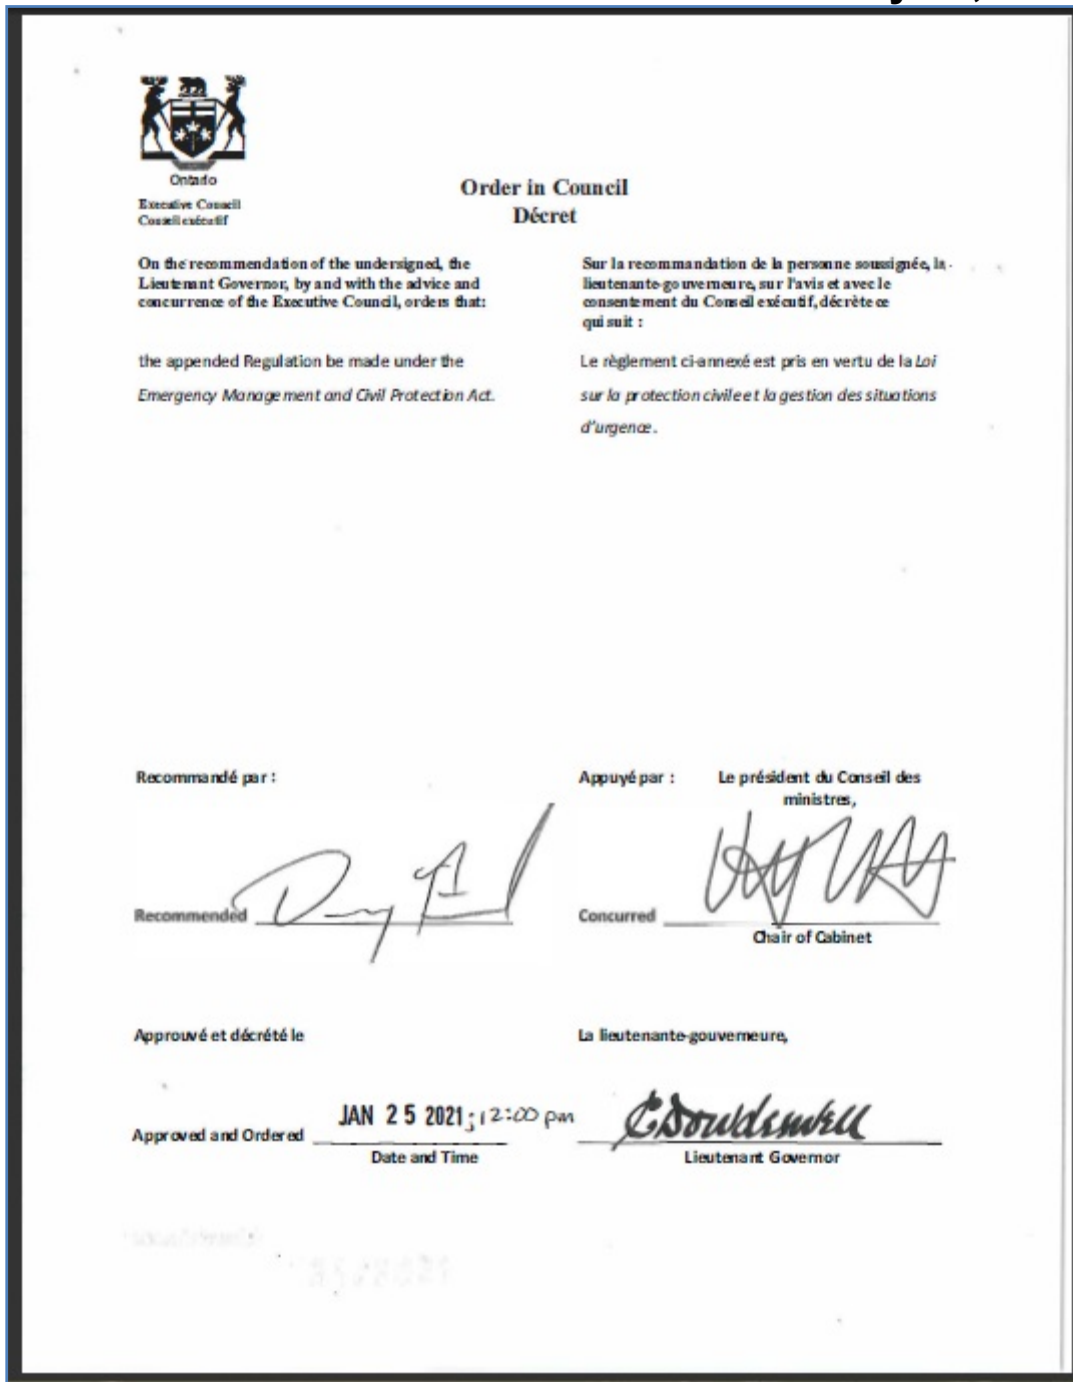 Ontario
Executive Council
Conseil exécutif
Order in Council
Décret
On the recommendation of the undersigned, the
Lieutenant Governor, by and with the advice and
concurrence of the Executive Council, orders that:
the appended Regulation be made under the
Emergency Management and Civil Protection Act.
Sur la recommandation de la personne soussignée, la
lieutenante-gouverneure, sur l'avis et avec le
consentement du Conseil exécutif, décrète ce
qui suit :
Le règlement ci-annexé est pris en vertu de la Loi
sur la protection civile et la gestion des situations
d'urgence.
Recommandé par :
Recommended
Appuyé par : Le président du Conseil des
ministres,
Concurred
Chair of Cabinet
Approuvé et décrété le
Approved and Ordered JAN 25 2021; 12:00 pm
Date and Time
La lieutenante-gouverneure,
Lieutenant Governor